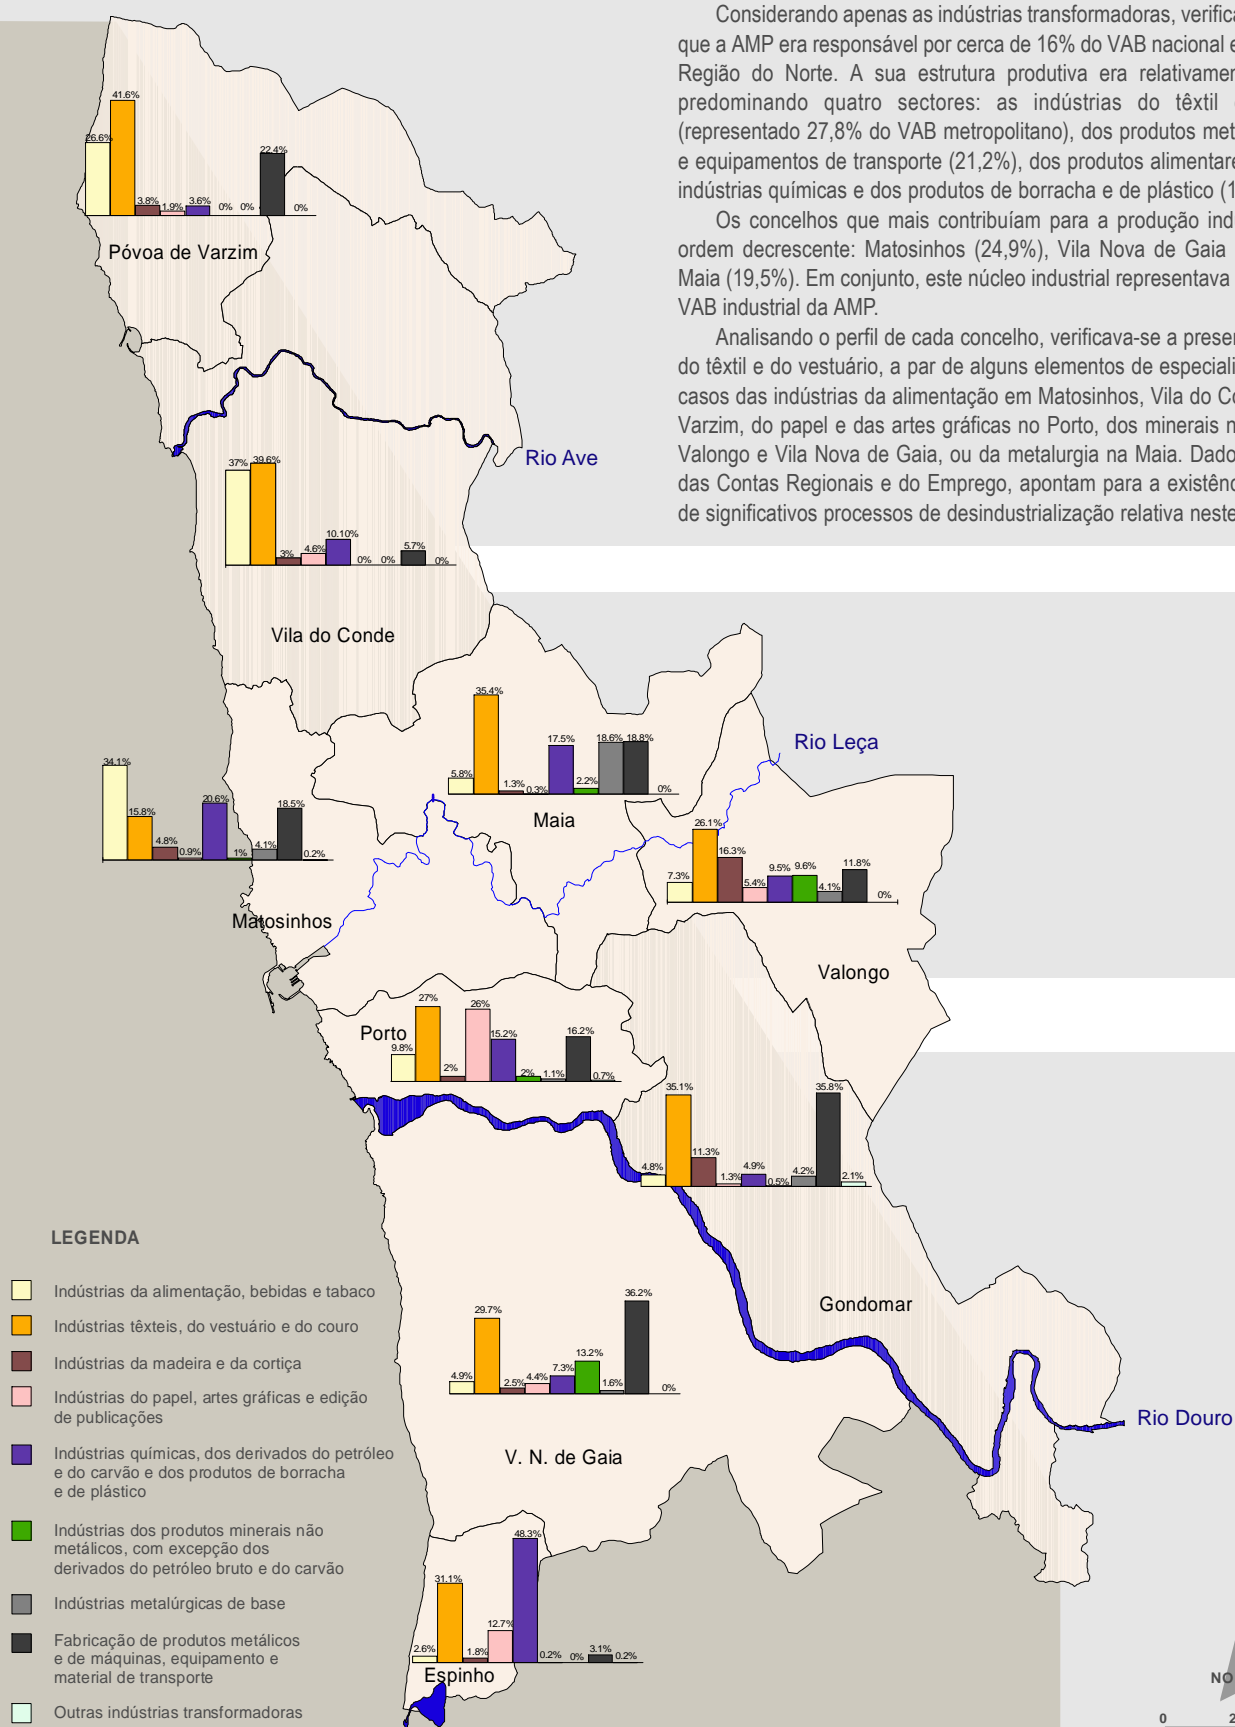 Considerando apenas as indústrias transformadoras, verifica
que a AMP era responsável por cerca de 16% do VAB nacional e
Região do Norte. A sua estrutura produtiva era relativamen
predominando quatro sectores: as indústrias do têxtil
(representado 27,8% do VAB metropolitano), dos produtos met
e equipamentos de transporte (21,2%), dos produtos alimentare
indústrias químicas e dos produtos de borracha e de plástico (1
Os concelhos que mais contribuíam para a produção ind
ordem decrescente: Matosinhos (24,9%), Vila Nova de Gaia
Maia (19,5%). Em conjunto, este núcleo industrial representava
VAB industrial da AMP.
Analisando o perfil de cada concelho, verificava-se a presen
do têxtil e do vestuário, a par de alguns elementos de especiali
casos das indústrias da alimentação em Matosinhos, Vila do Co
Varzim, do papel e das artes gráficas no Porto, dos minerais n
Valongo e Vila Nova de Gaia, ou da metalurgia na Maia. Dado
das Contas Regionais e do Emprego, apontam para a existênc
de significativos processos de desindustrialização relativa neste
26.6% 41.6% 3.8% 1.9% 3.6% 0% 0% 22.4% 0%
Póvoa de Varzim
Rio Ave
37% 39.6% 3% 4.6% 10.10% 0% 0% 5.7% 0%
Vila do Conde
5.8% 35.4% 1.3% 0.3% 17.5% 2.2% 18.6% 18.8% 0%
Maia
Rio Leça
34.1% 15.8% 4.8% 0.9% 20.6% 1% 4.1% 18.5% 0.2%
Matosinhos
7.3% 26.1% 16.3% 5.4% 9.5% 9.6% 4.1% 11.8% 0%
Valongo
Porto
9.8% 27% 2% 26% 15.2% 2% 1.1% 16.2% 0.7%
4.8% 35.1% 11.3% 1.3% 4.9% 0.5% 4.2% 35.8% 2.1%
Gondomar
4.9% 29.7% 2.5% 4.4% 7.3% 13.2% 1.6% 36.2% 0%
V. N. de Gaia
Rio Douro
2.6% 31.1% 1.8% 12.7% 48.3% 0.2% 0% 3.1% 0.2%
Espinho
LEGENDA
Indústrias da alimentação, bebidas e tabaco
Indústrias têxteis, do vestuário e do couro
Indústrias da madeira e da cortiça
Indústrias do papel, artes gráficas e edição
de publicações
Indústrias químicas, dos derivados do petróleo
e do carvão e dos produtos de borracha
e de plástico
Indústrias dos produtos minerais não
metálicos, com excepção dos
derivados do petróleo bruto e do carvão
Indústrias metalúrgicas de base
Fabricação de produtos metálicos
e de máquinas, equipamento e
material de transporte
Outras indústrias transformadoras
NO
0 2